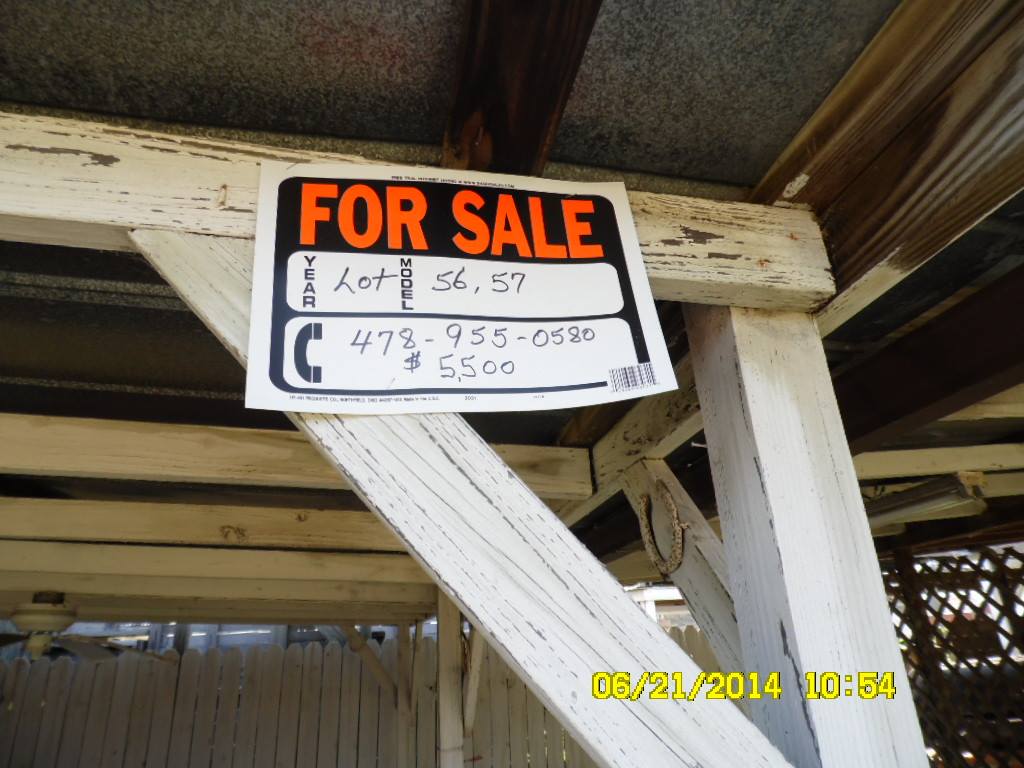 FOR SALE
YEAR Lot MODEL 56, 57
478-955-0580
$ 5,500
06/21/2014 10:54